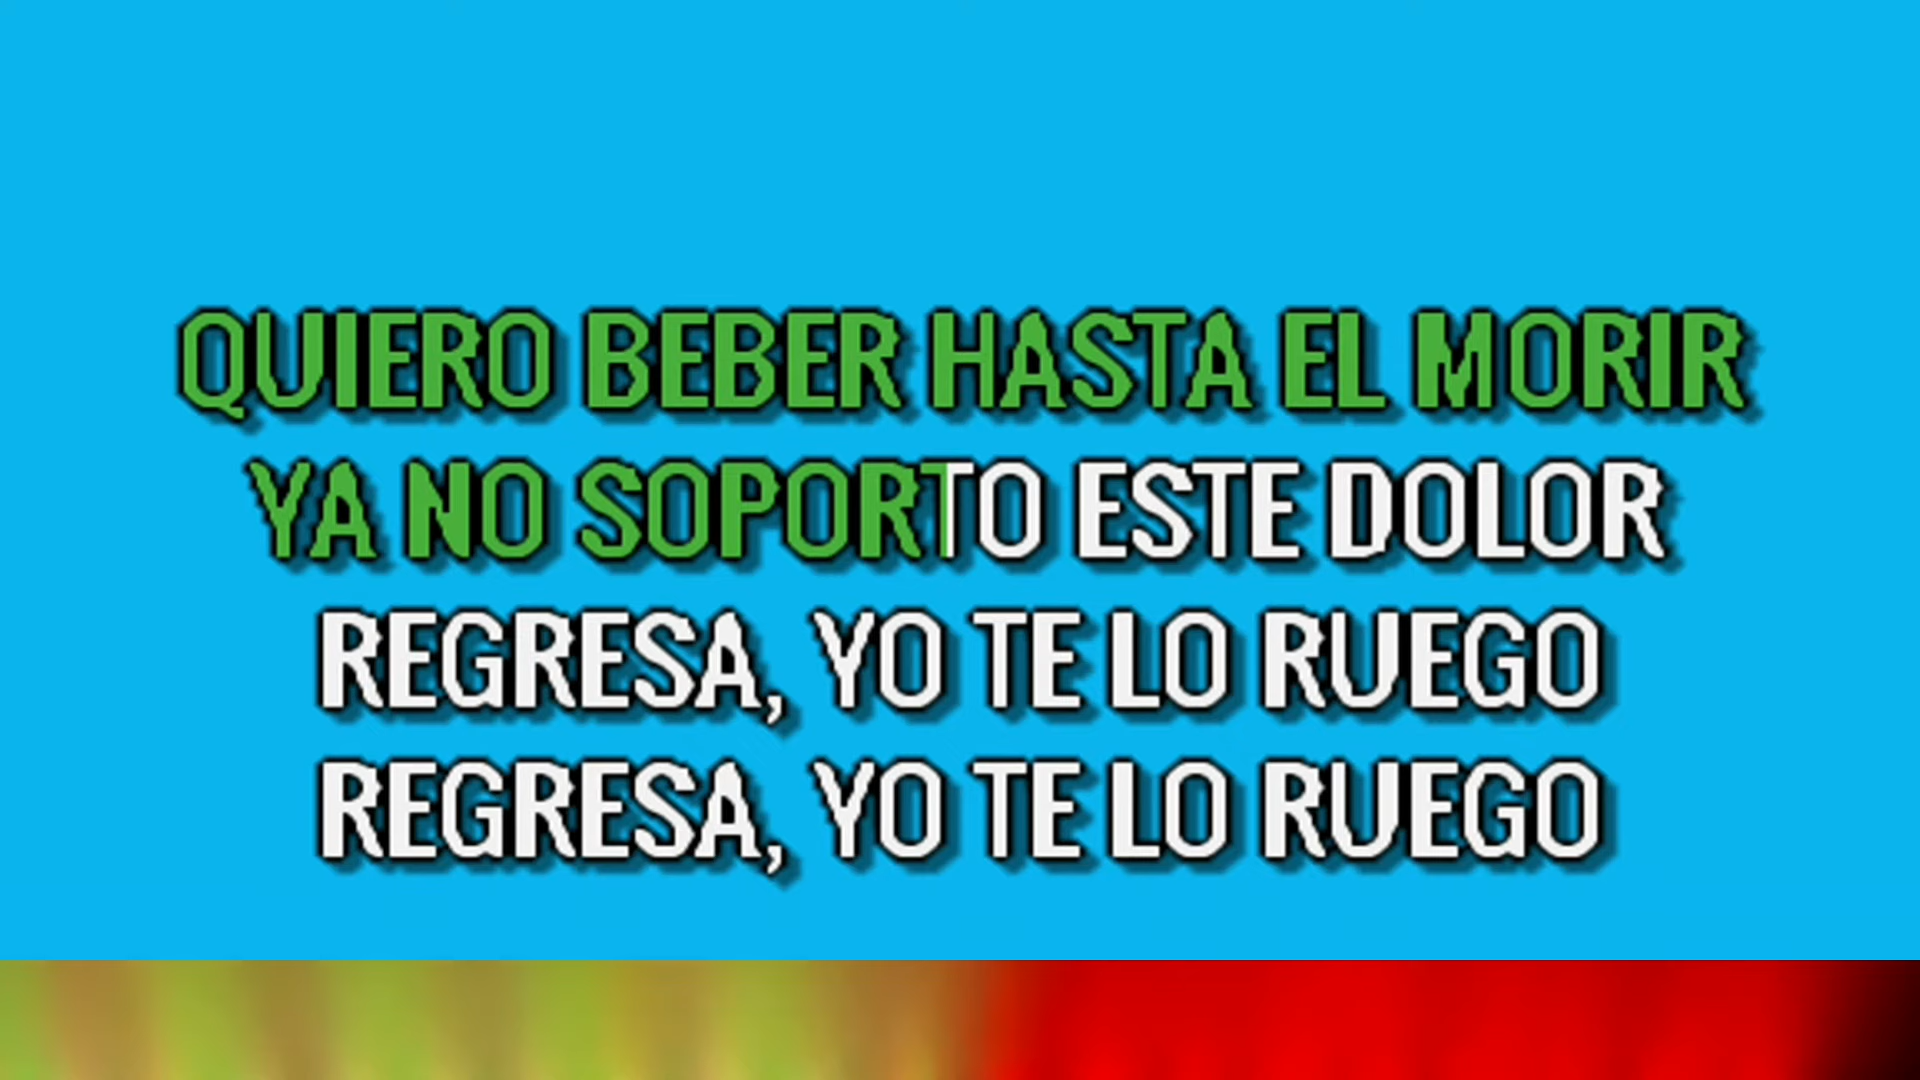 QUIERO BEBER HASTA EL MORIR
YA NO SOPORTO ESTE DOLOR
REGRESA, YO TE LO RUEGO
REGRESA, YO TE LO RUEGO